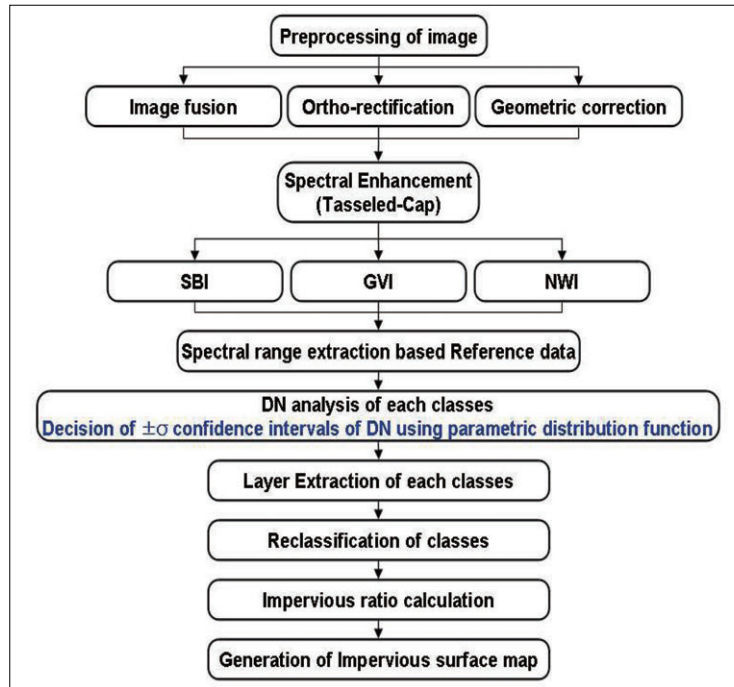 Preprocessing of image
Image fusion
Ortho-rectification
Geometric correction
Spectral Enhancement
(Tasseled-Cap)
SBI
GVI
NWI
Spectral range extraction based Reference data
DN analysis of each classes
Decision of ±σ confidence intervals of DN using parametric distribution function
Layer Extraction of each classes
Reclassification of classes
Impervious ratio calculation
Generation of Impervious surface map